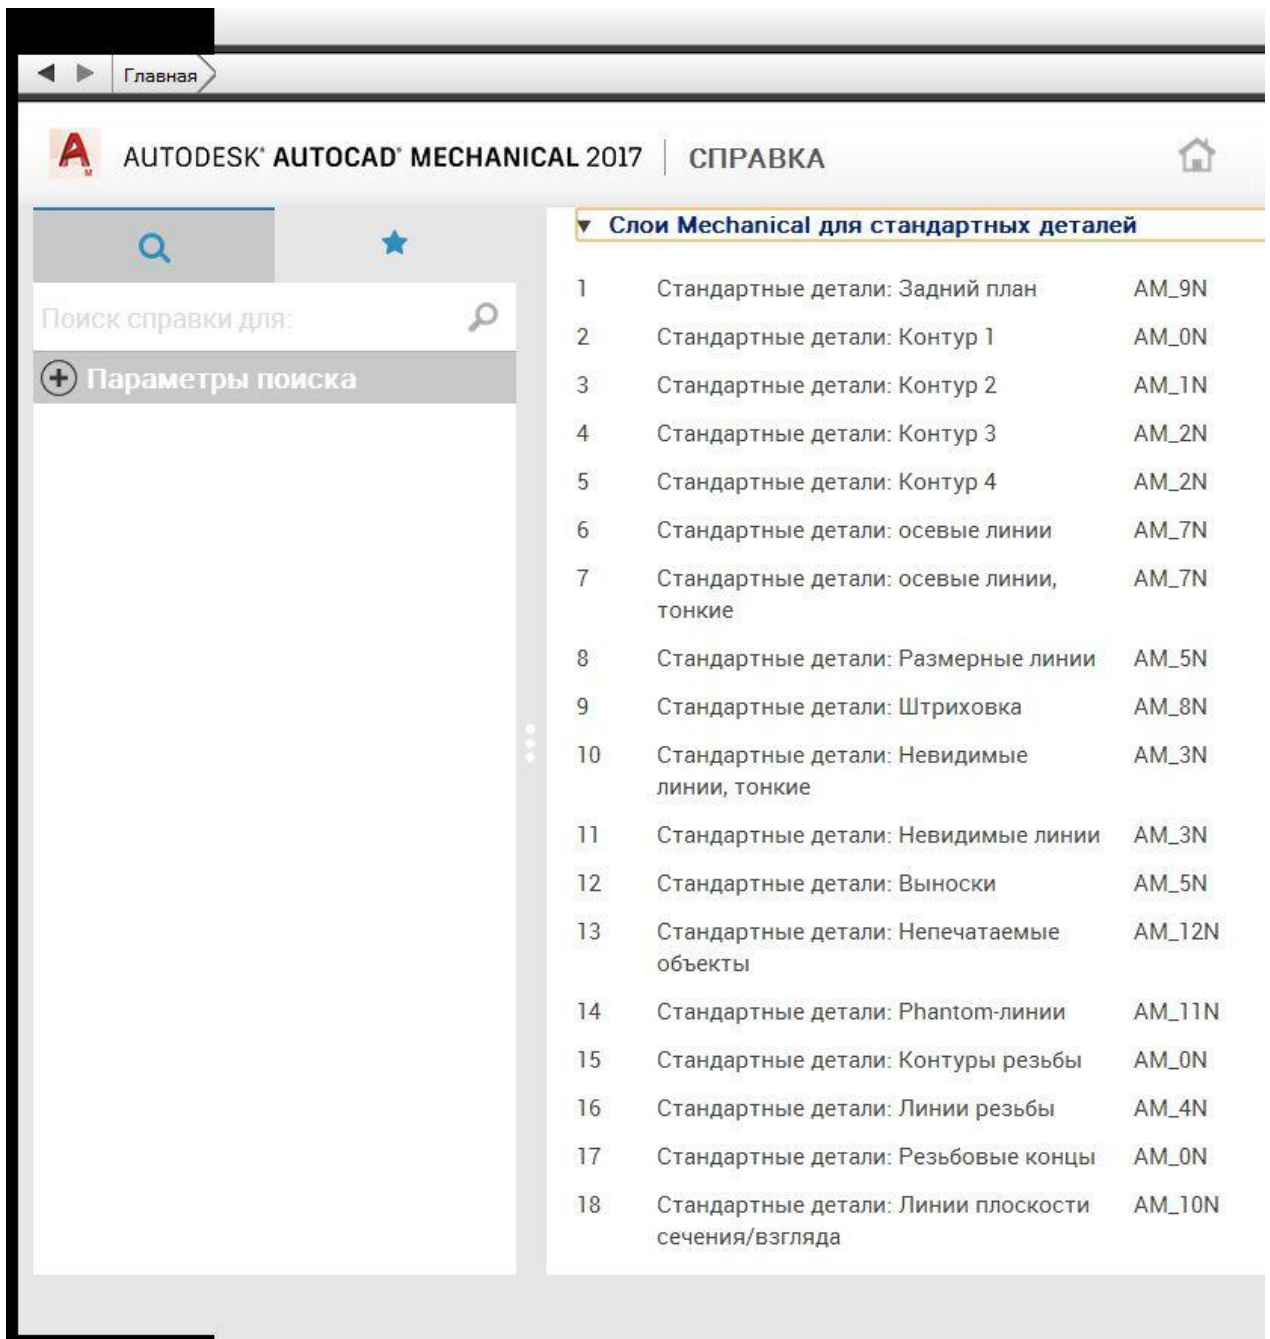 Главная
AUTODESK® AUTOCAD® MECHANICAL 2017 | СПРАВКА
Поиск справки для:
Параметры поиска
Слои Mechanical для стандартных деталей
1 Стандартные детали: Задний план AM_9N
2 Стандартные детали: Контур 1 AM_0N
3 Стандартные детали: Контур 2 AM_1N
4 Стандартные детали: Контур 3 AM_2N
5 Стандартные детали: Контур 4 AM_2N
6 Стандартные детали: осевые линии AM_7N
7 Стандартные детали: осевые линии, AM_7N
тонкие
8 Стандартные детали: Размерные линии AM_5N
9 Стандартные детали: Штриховка AM_8N
10 Стандартные детали: Невидимые AM_3N
линии, тонкие
11 Стандартные детали: Невидимые линии AM_3N
12 Стандартные детали: Выноски AM_5N
13 Стандартные детали: Непечатаемые AM_12N
объекты
14 Стандартные детали: Phantom-линии AM_11N
15 Стандартные детали: Контуры резьбы AM_0N
16 Стандартные детали: Линии резьбы AM_4N
17 Стандартные детали: Резьбовые концы AM_0N
18 Стандартные детали: Линии плоскости AM_10N
сечения/взгляда